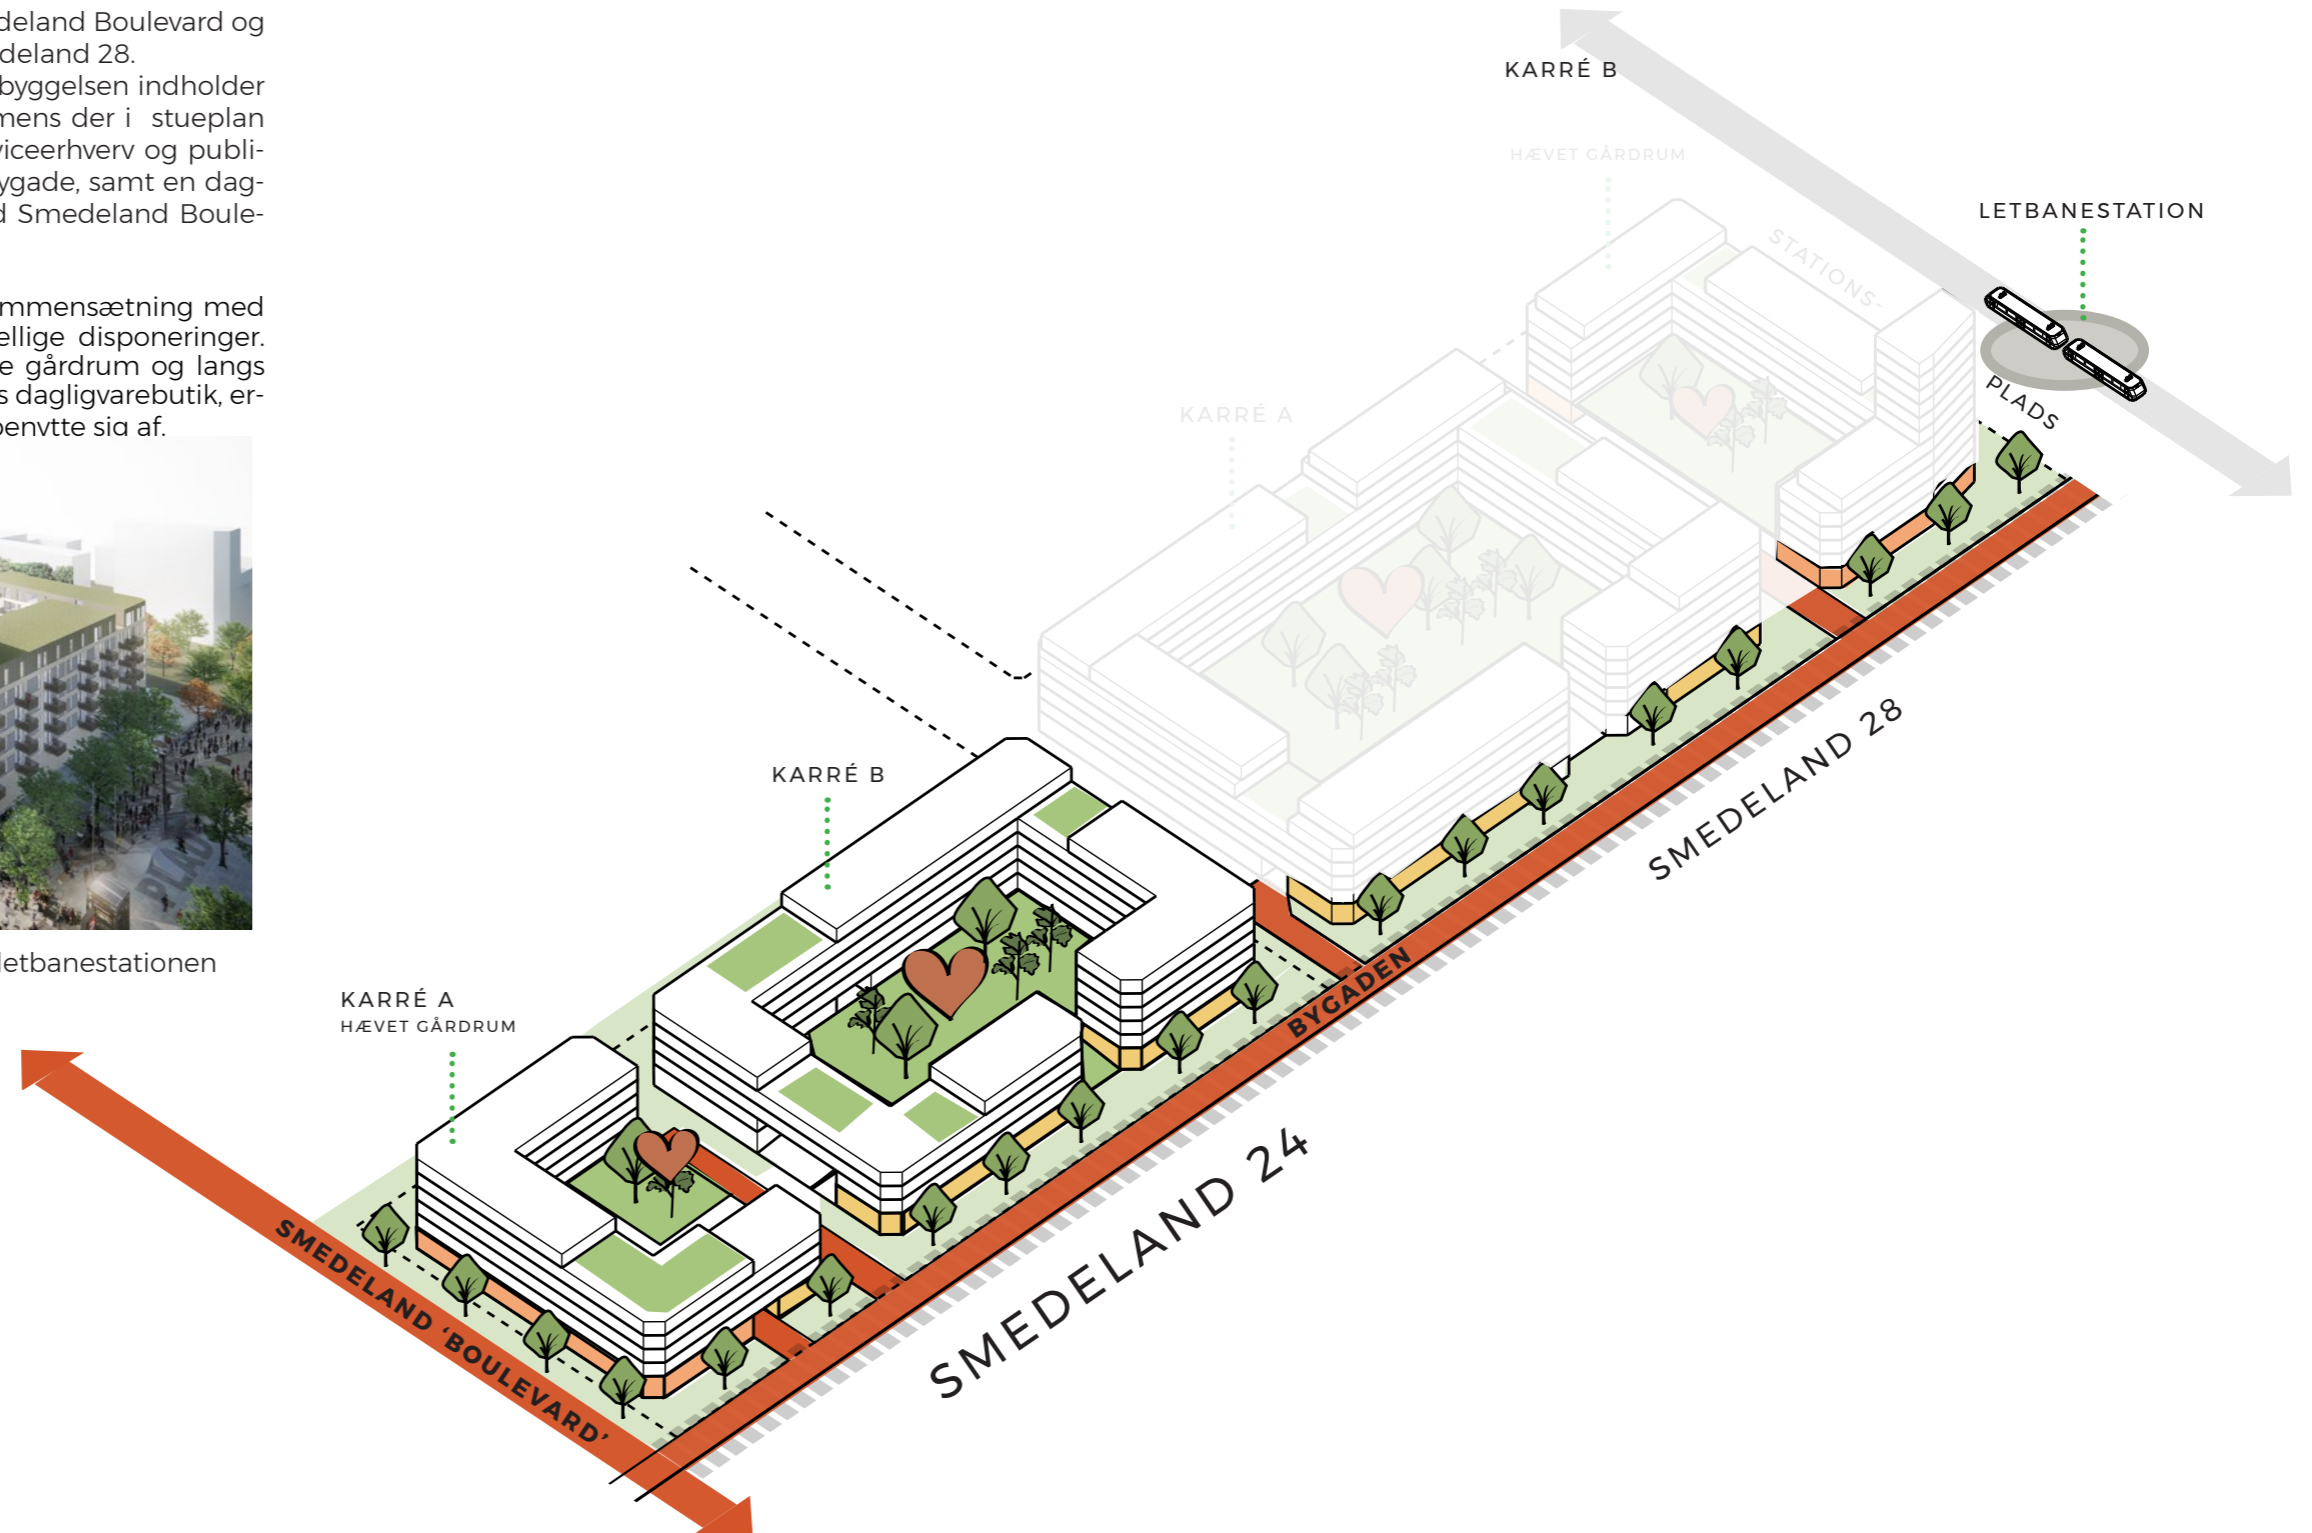 deland Boulevard og
deland 28.
byggelsen indholder
mens der i stueplan
viceerhverv og publi-
ygade, samt en dag-
d Smedeland Boule-
mmensætning med
ellige disponeringer.
e gårdrum og langs
s dagligvarebutik, er-
benytte sig af.
PLADS
letbanestationen
KARRÉ B
HÆVET GÅRDRUM
LETBANESTATION
STATIONS-
PLADS
KARRÉ A
SMEDELAND 28
KARRÉ B
BYGADEN
KARRÉ A
HÆVET GÅRDRUM
SMEDELAND 24
SMEDELAND ‘BOULEVARD’